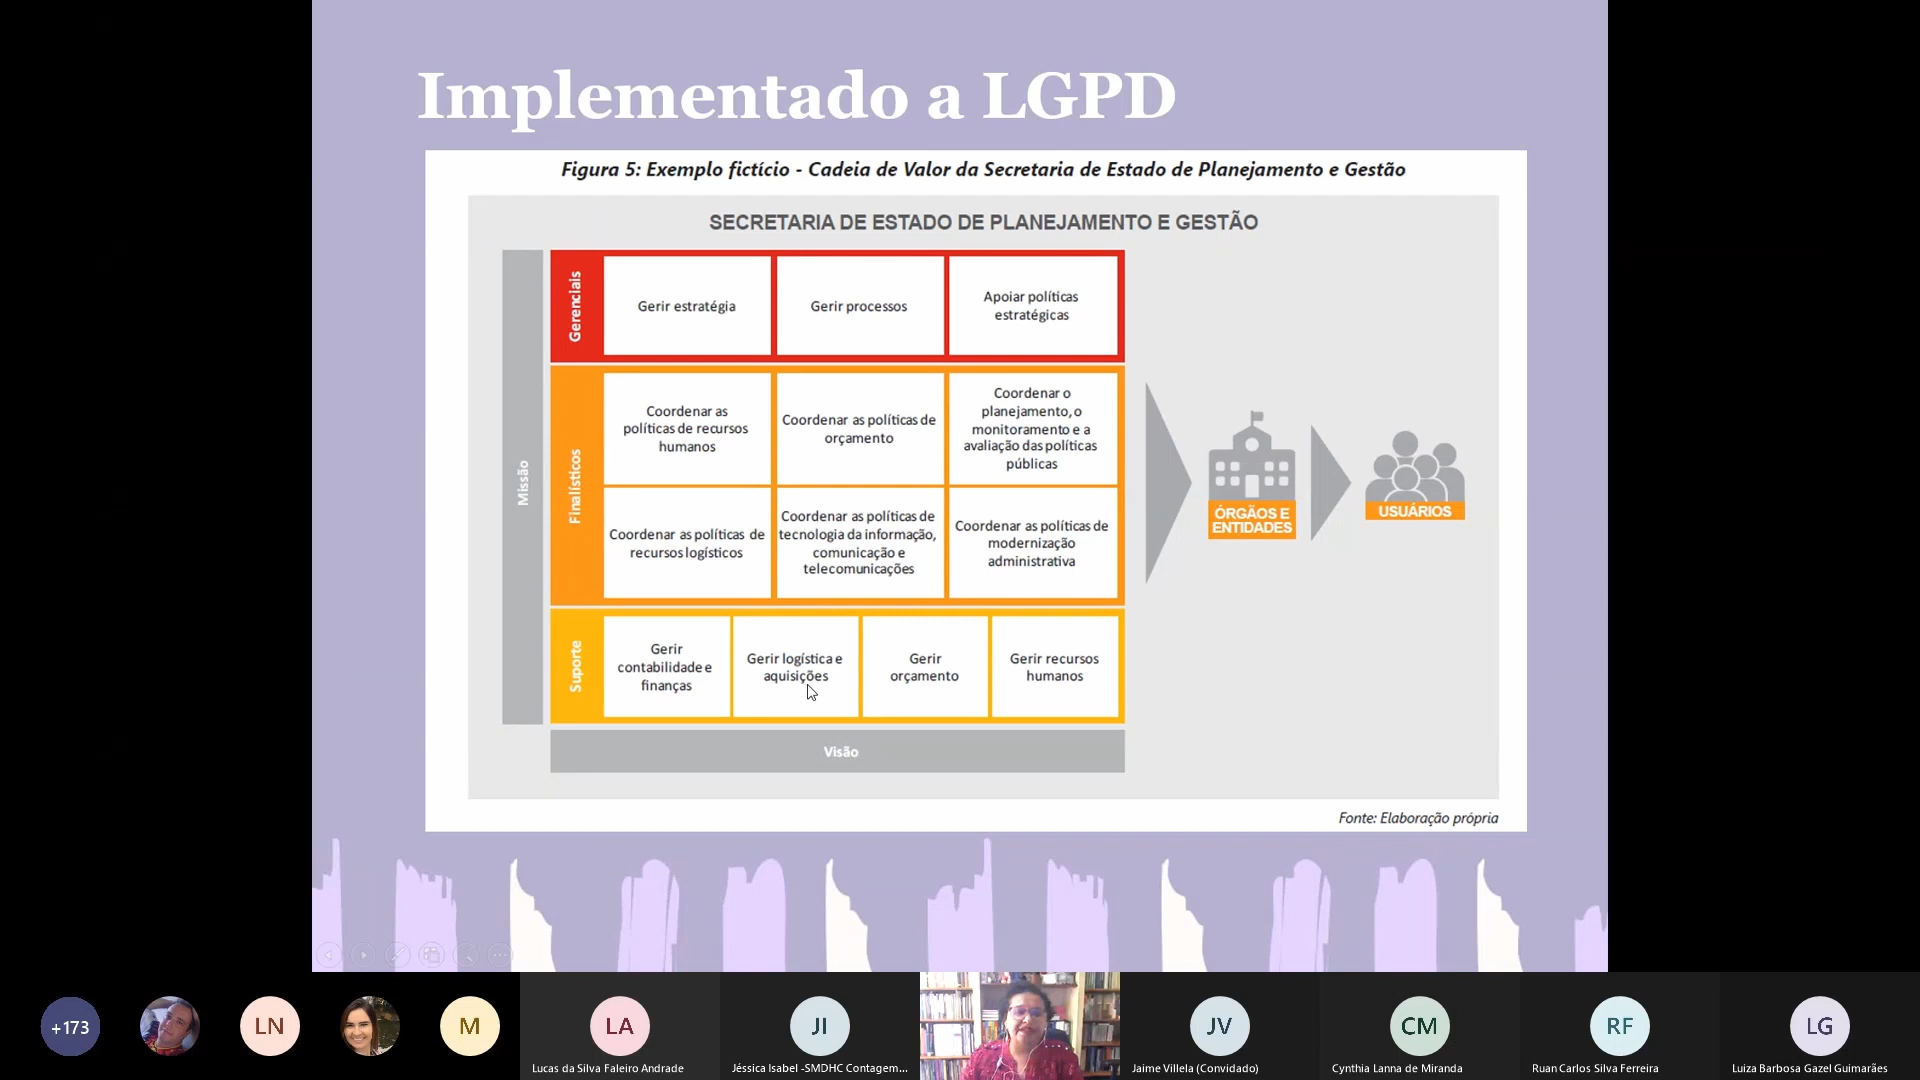 Implementado a LGPD
Figura 5: Exemplo fictício - Cadeia de Valor da Secretaria de Estado de Planejamento e Gestão
SECRETARIA DE ESTADO DE PLANEJAMENTO E GESTÃO
Missão
Gerenciais
Gerir estratégia
Gerir processos
Apoiar políticas
estratégicas
Finalísticos
Coordenar as
políticas de recursos
humanos
Coordenar as políticas de
orçamento
Coordenar o
planejamento, o
monitoramento e a
avaliação das políticas
públicas
Coordenar as políticas de
recursos logísticos
Coordenar as políticas de
tecnologia da informação,
comunicação e
telecomunicações
Coordenar as políticas de
modernização
administrativa
Suporte
Gerir
contabilidade e
finanças
Gerir logística e
aquisições
Gerir
orçamento
Gerir recursos
humanos
Visão
ÓRGÃOS E
ENTIDADES
USUÁRIOS
Fonte: Elaboração própria
+173
LN
M
LA
Lucas da Silva Faleiro Andrade
JI
Jéssica Isabel -SMDHC Contagem...
JV
Jaime Villela (Convidado)
CM
Cynthia Lanna de Miranda
RF
Ruan Carlos Silva Ferreira
LG
Luiza Barbosa Gazel Guimarães